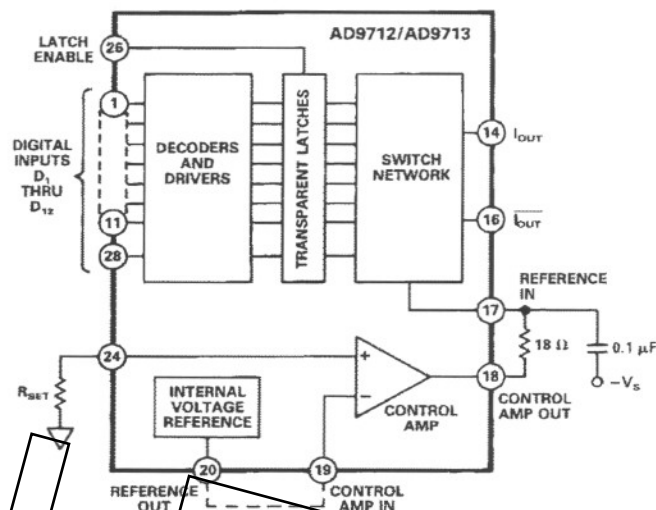 AD9712/AD9713
LATCH
ENABLE
26
1
DIGITAL
INPUTS
D1
THRU
D12
11
28
DECODERS
AND
DRIVERS
TRANSPARENT LATCHES
SWITCH
NETWORK
14
IOUT
16
IOUT
REFERENCE
IN
17
18 Ω
0.1 μF
-VS
18
CONTROL
AMP OUT
24
RSET
+
-
CONTROL
AMP
INTERNAL
VOLTAGE
REFERENCE
20
REFERENCE
OUT
19
CONTROL
AMP IN